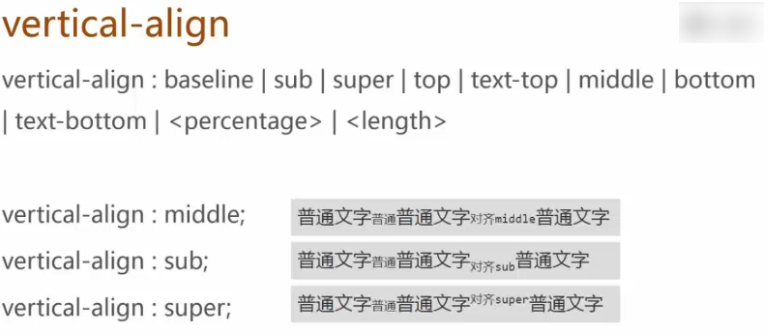 vertical-align
vertical-align : baseline | sub | super | top | text-top | middle | bottom
| text-bottom | <percentage> | <length>
vertical-align : middle; 普通文字普通普通文字对齐middle普通文字
vertical-align : sub; 普通文字普通普通文字对齐sub普通文字
vertical-align : super; 普通文字普通普通文字对齐super普通文字